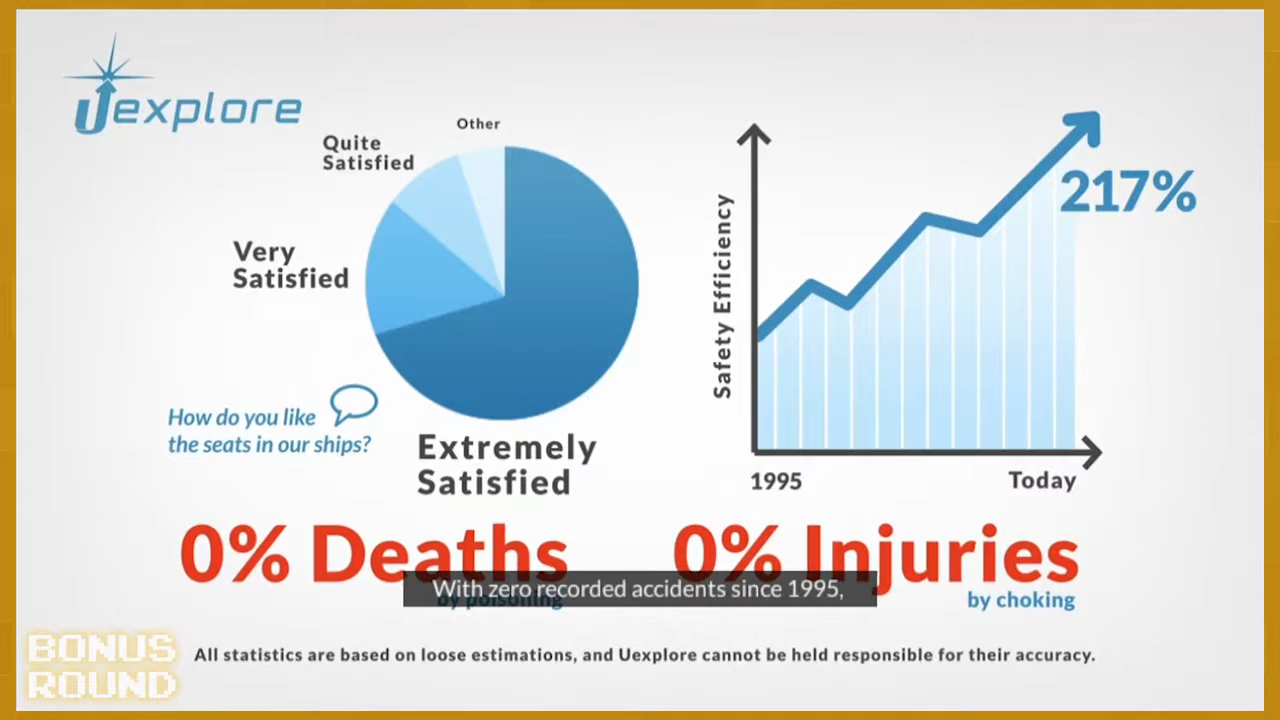 Uexplore
Other
Quite
Satisfied
Very
Satisfied
How do you like
the seats in our ships?
Extremely
Satisfied
Safety Efficiency
217%
1995
Today
0% Deaths
by poisoning
0% Injuries
by choking
With zero recorded accidents since 1995,
All statistics are based on loose estimations, and Uexplore cannot be held responsible for their accuracy.
BONUS
ROUND